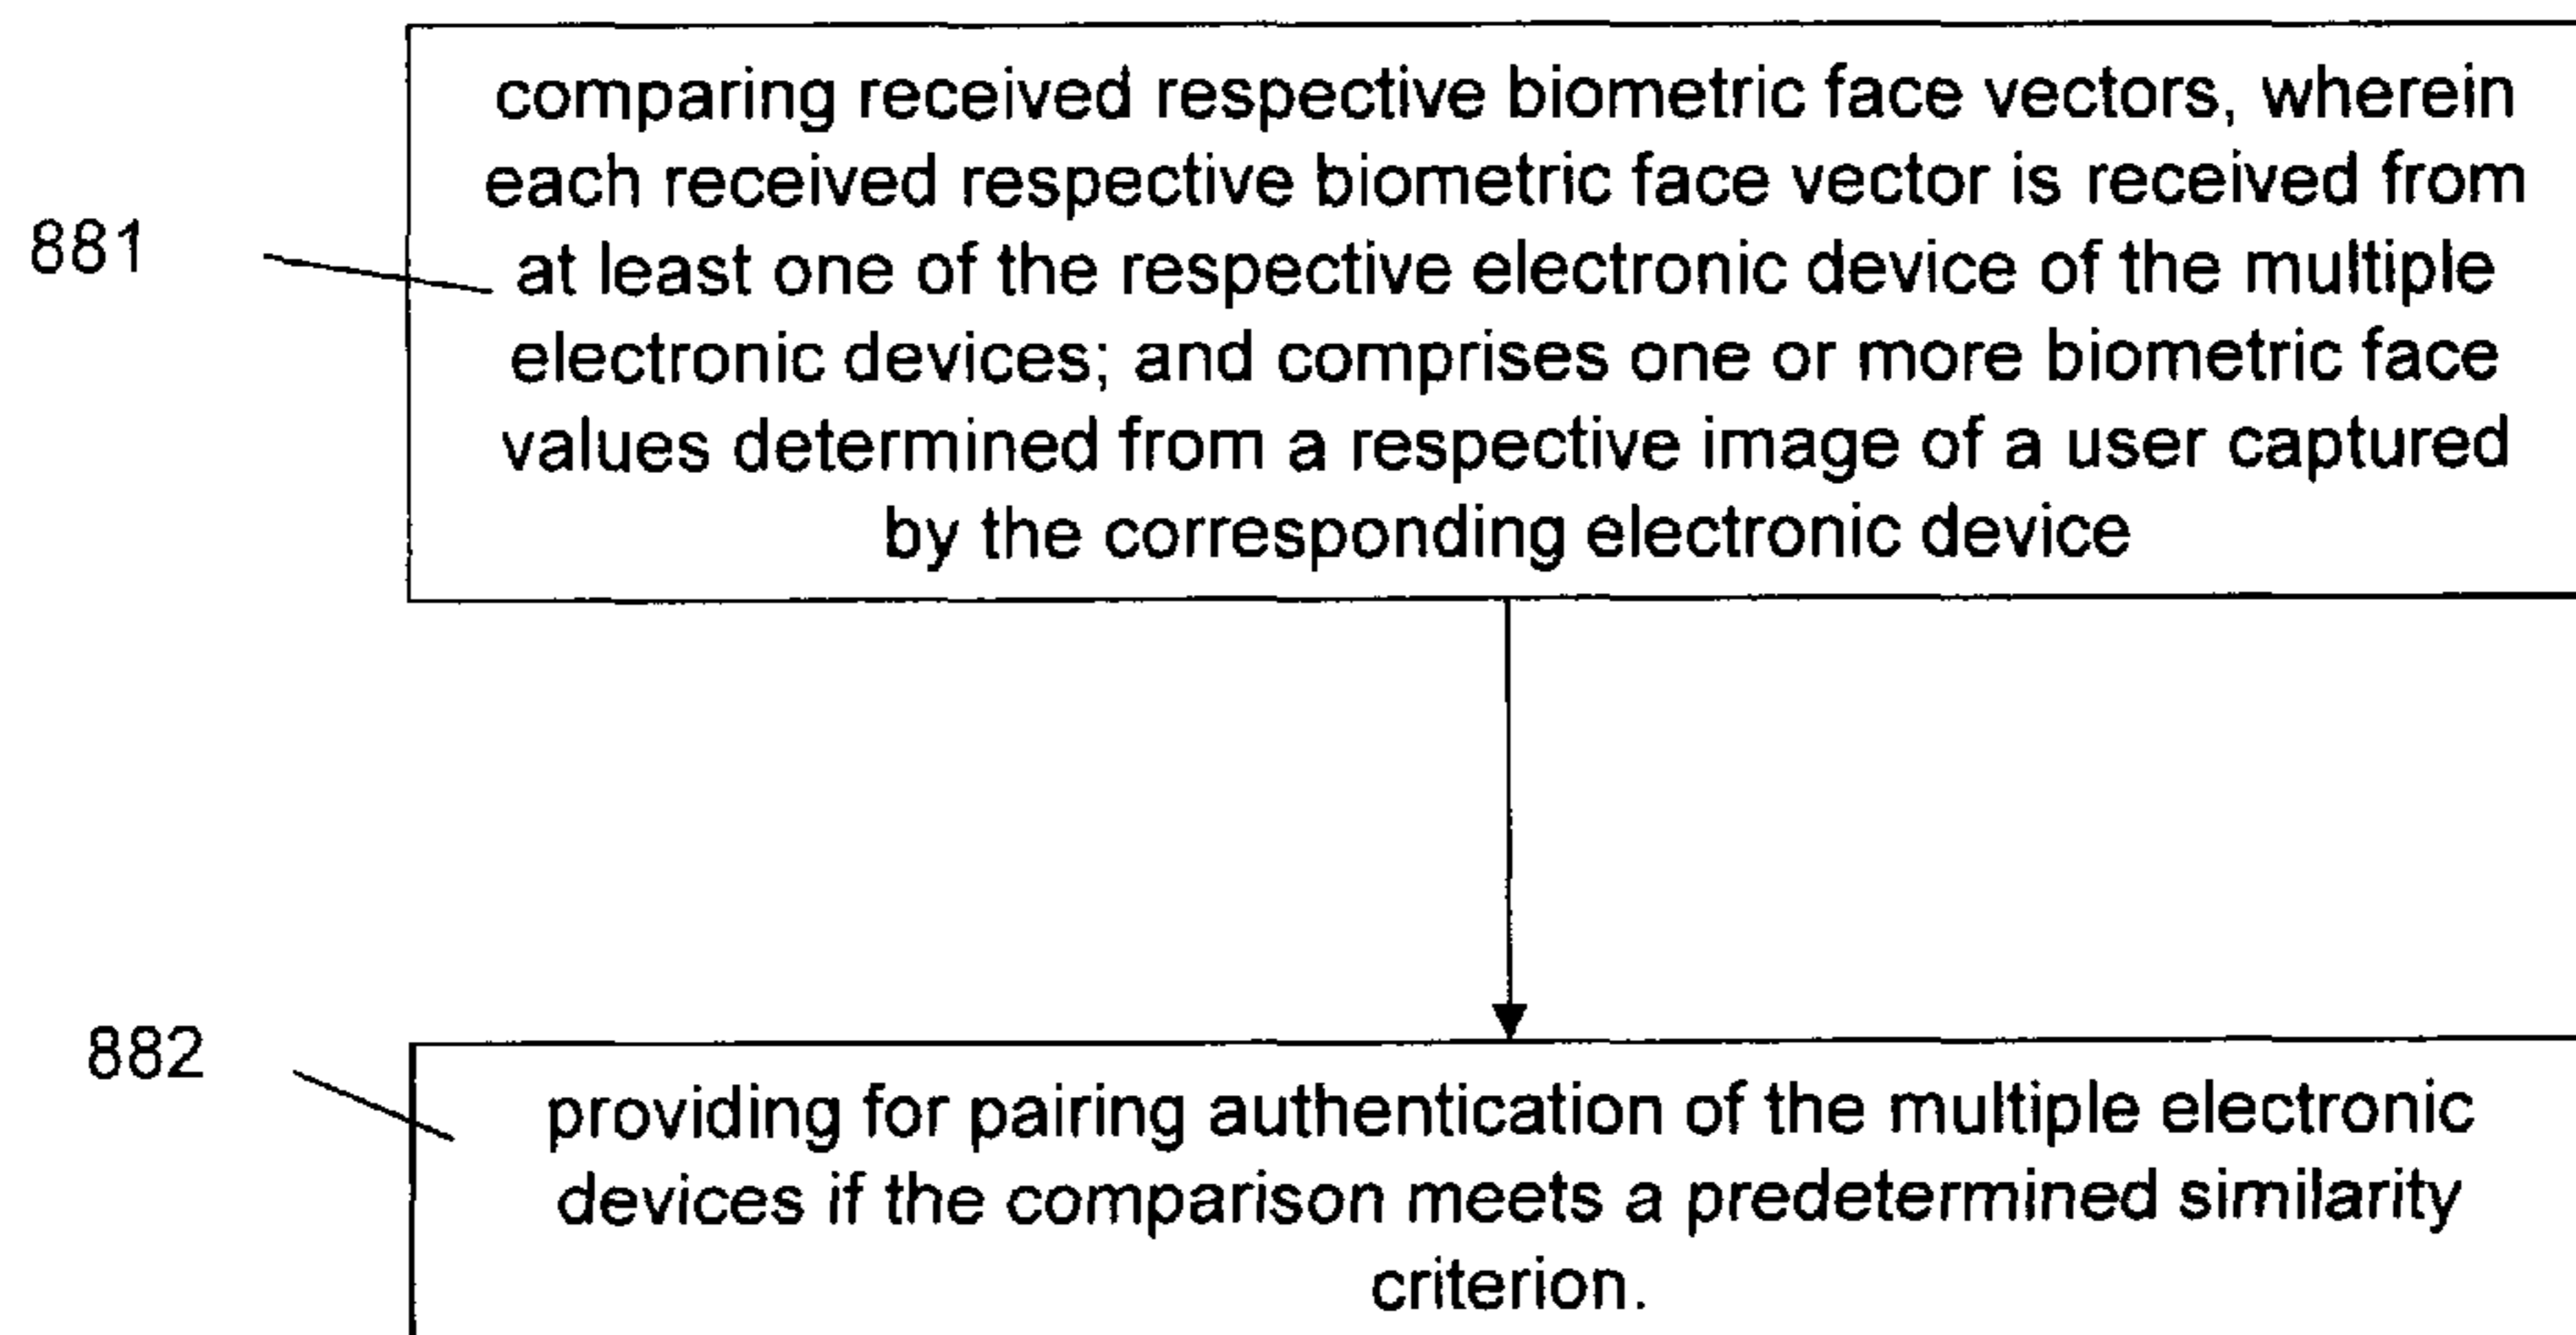 comparing received respective biometric face vectors, wherein
each received respective biometric face vector is received from
881
at least one of the respective electronic device of the multiple
electronic devices; and comprises one or more biometric face
values determined from a respective image of a user captured
by the corresponding electronic device
882
providing for pairing authentication of the multiple electronic
devices if the comparison meets a predetermined similarity
criterion.